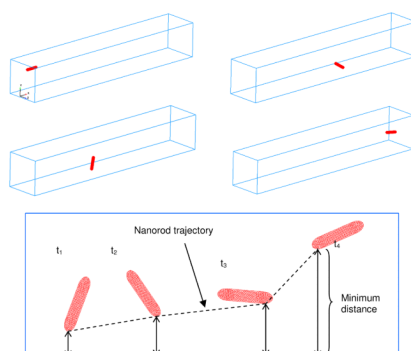 Nanorod trajectory
t1
t2
t3
t4
Minimum
distance